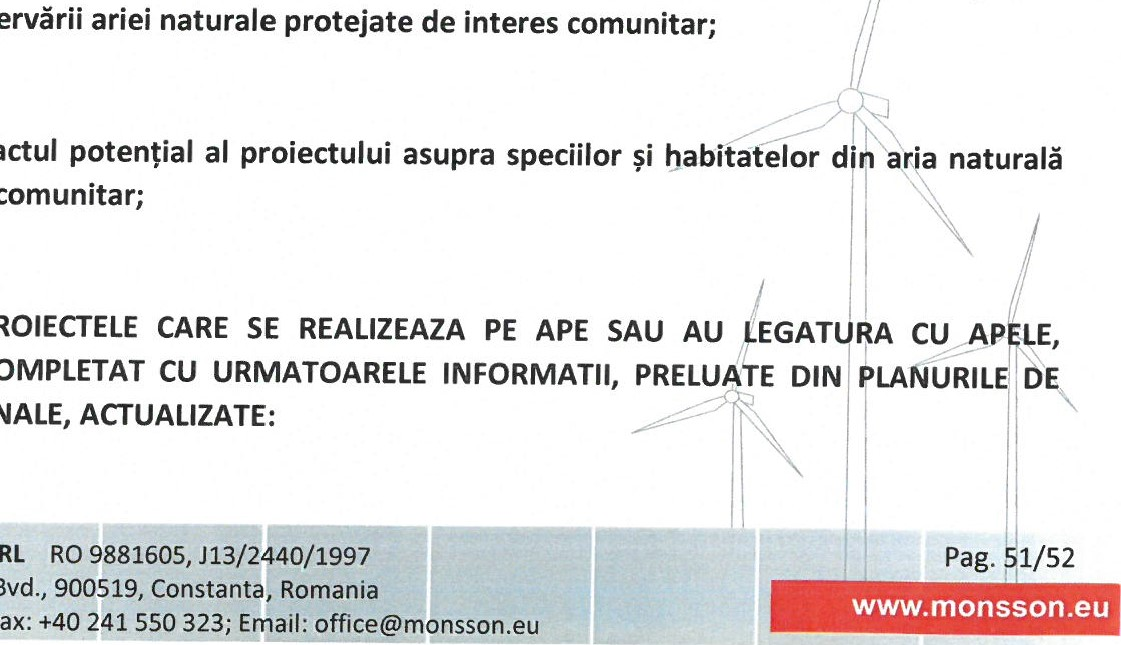 ervării ariei naturale protejate de interes comunitar;
actul potențial al proiectului asupra speciilor și habitatelor din aria naturală
comunitar;
ROIECTELE CARE SE REALIZEAZA PE APE SAU AU LEGATURA CU APELE,
OMPLETAT CU URMATOARELE INFORMATII, PRELUATE DIN PLANURILE DE
NALE, ACTUALIZATE:
RL RO 9881605, J13/2440/1997
Pag. 51/52
Bvd., 900519, Constanta, Romania
ax: +40 241 550 323; Email: office@monsson.eu
www.monsson.eu